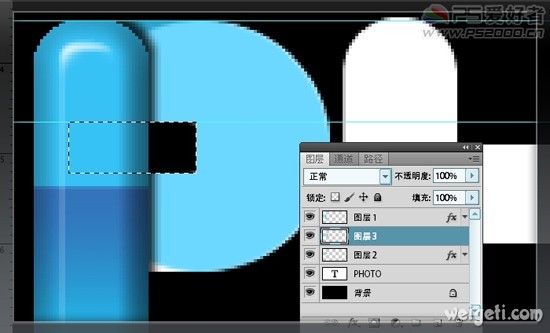 PS爱好者
www.PS2000.cn
图层 通道 路径
正常 不透明度: 100%
锁定: 填充: 100%
图层1 fx
图层3
图层2 fx
T PHOTO
背景
weigeti.com